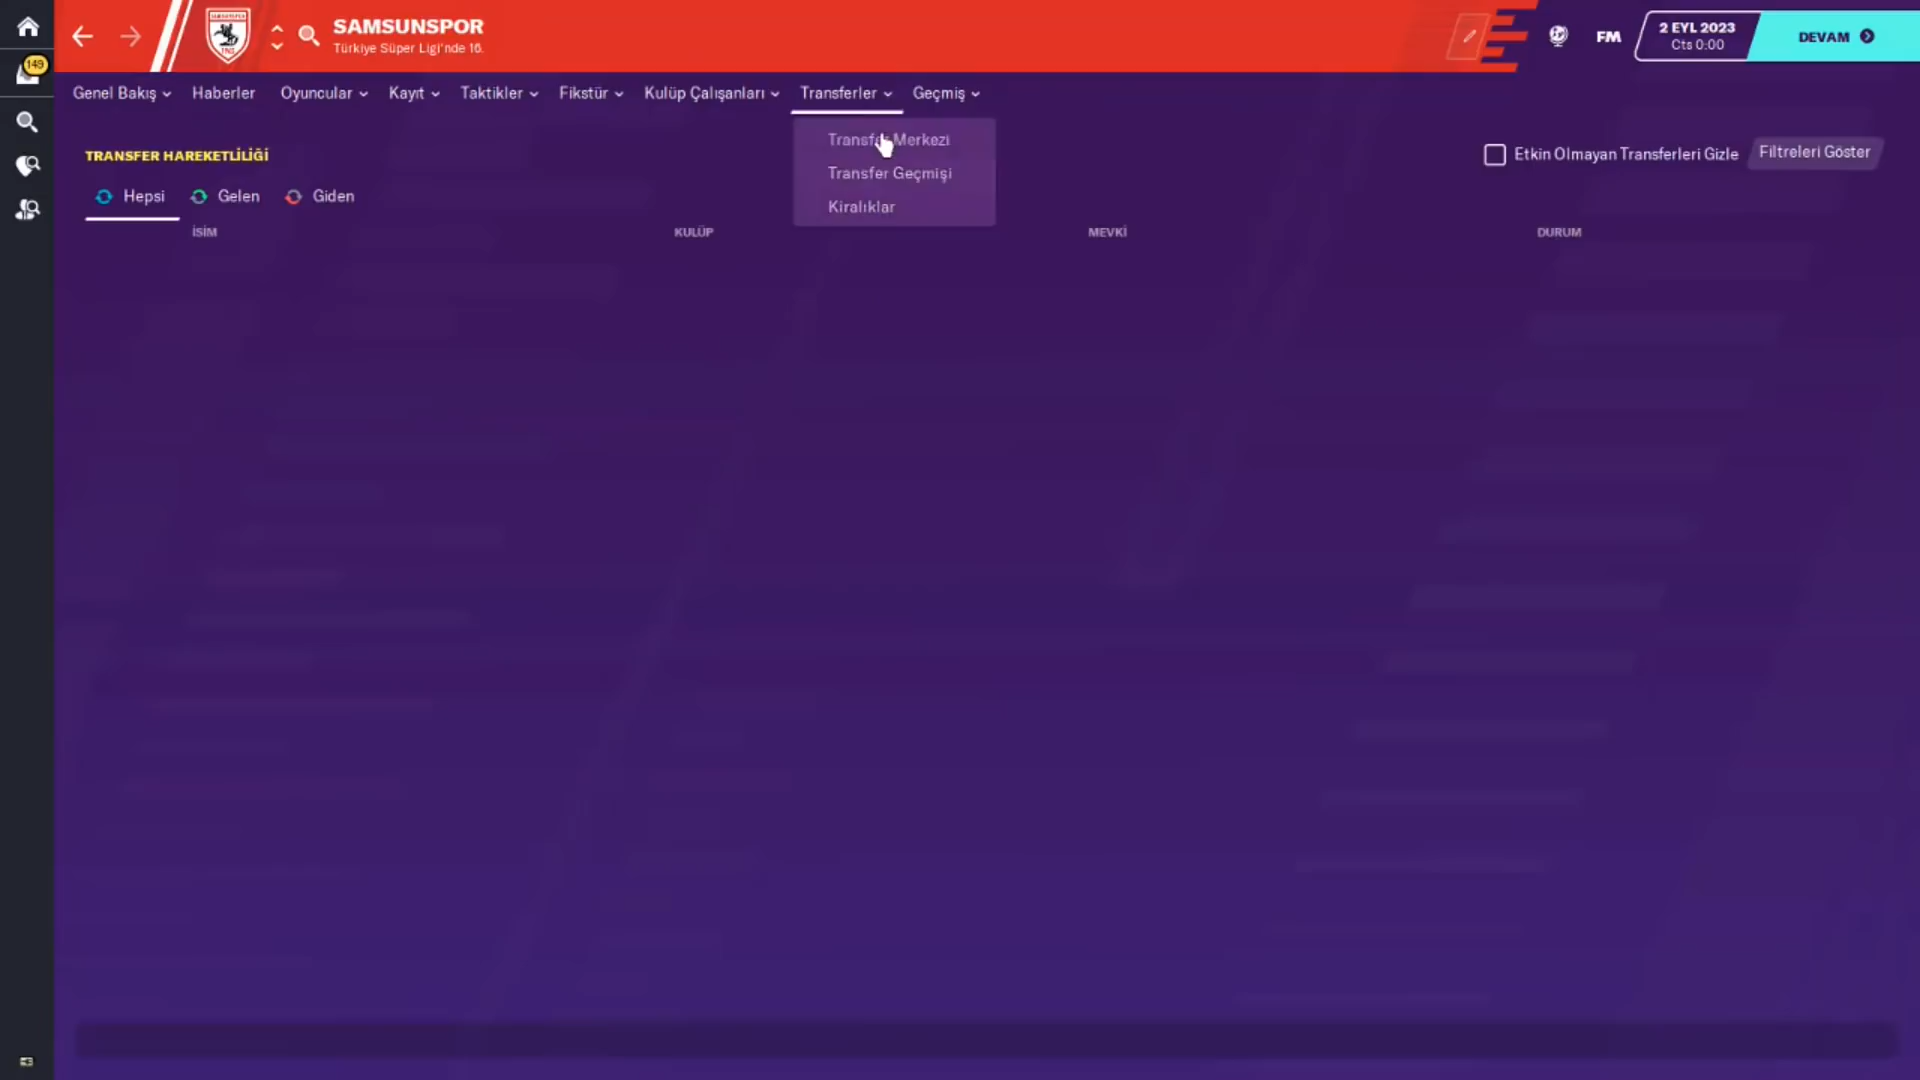 SAMSUNSPOR
Türkiye Süper Ligi'nde 16.
FM
2 EYL 2023
Cts 0:00
DEVAM
149
Genel Bakış
Haberler
Oyuncular
Kayıt
Taktikler
Fikstür
Kulüp Çalışanları
Transferler
Geçmiş
Transfer Merkezi
Transfer Geçmişi
Kiralıklar
TRANSFER HAREKETLİLİĞİ
Etkin Olmayan Transferleri Gizle
Filtreleri Göster
Hepsi
Gelen
Giden
İSİM
KULÜP
MEVKİ
DURUM